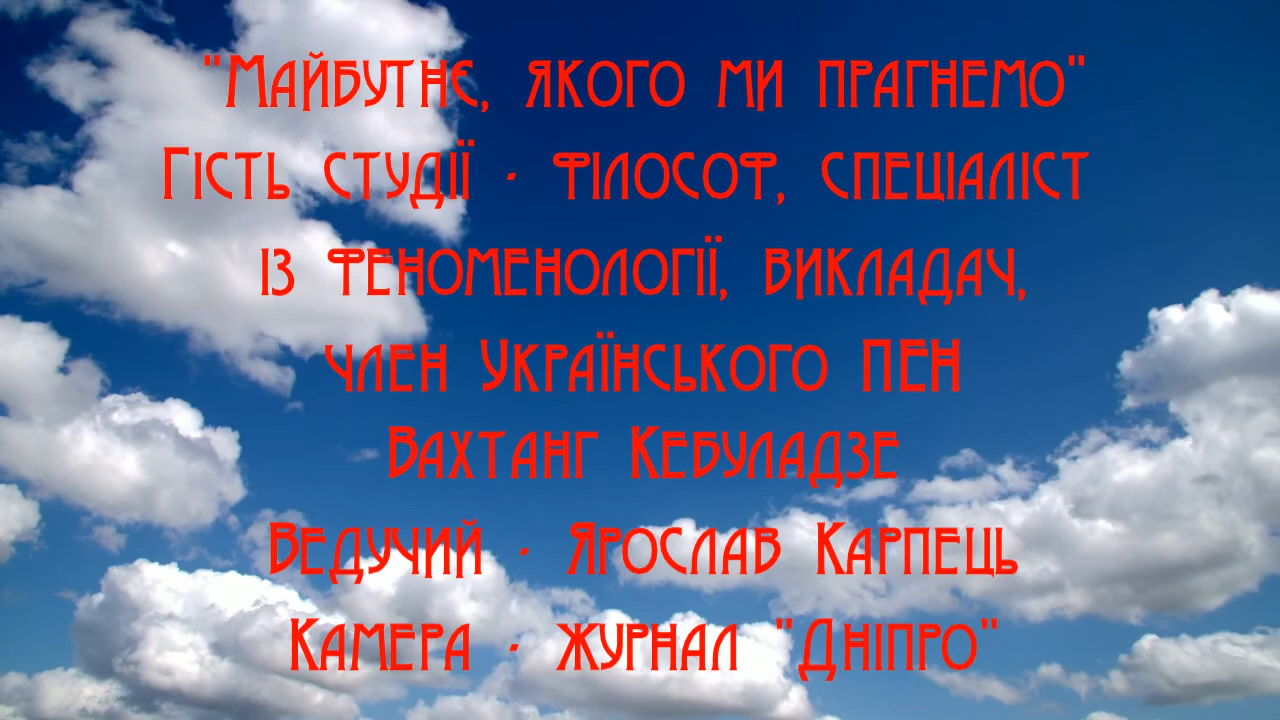 "Майбутнє, якого ми прагнемо"
Гість студії - філософ, спеціаліст
із феноменології, викладач,
член Українського ПЕН
Вахтанг Кебуладзе
Ведучий - Ярослав Карпець
Камера - журнал "Дніпро"